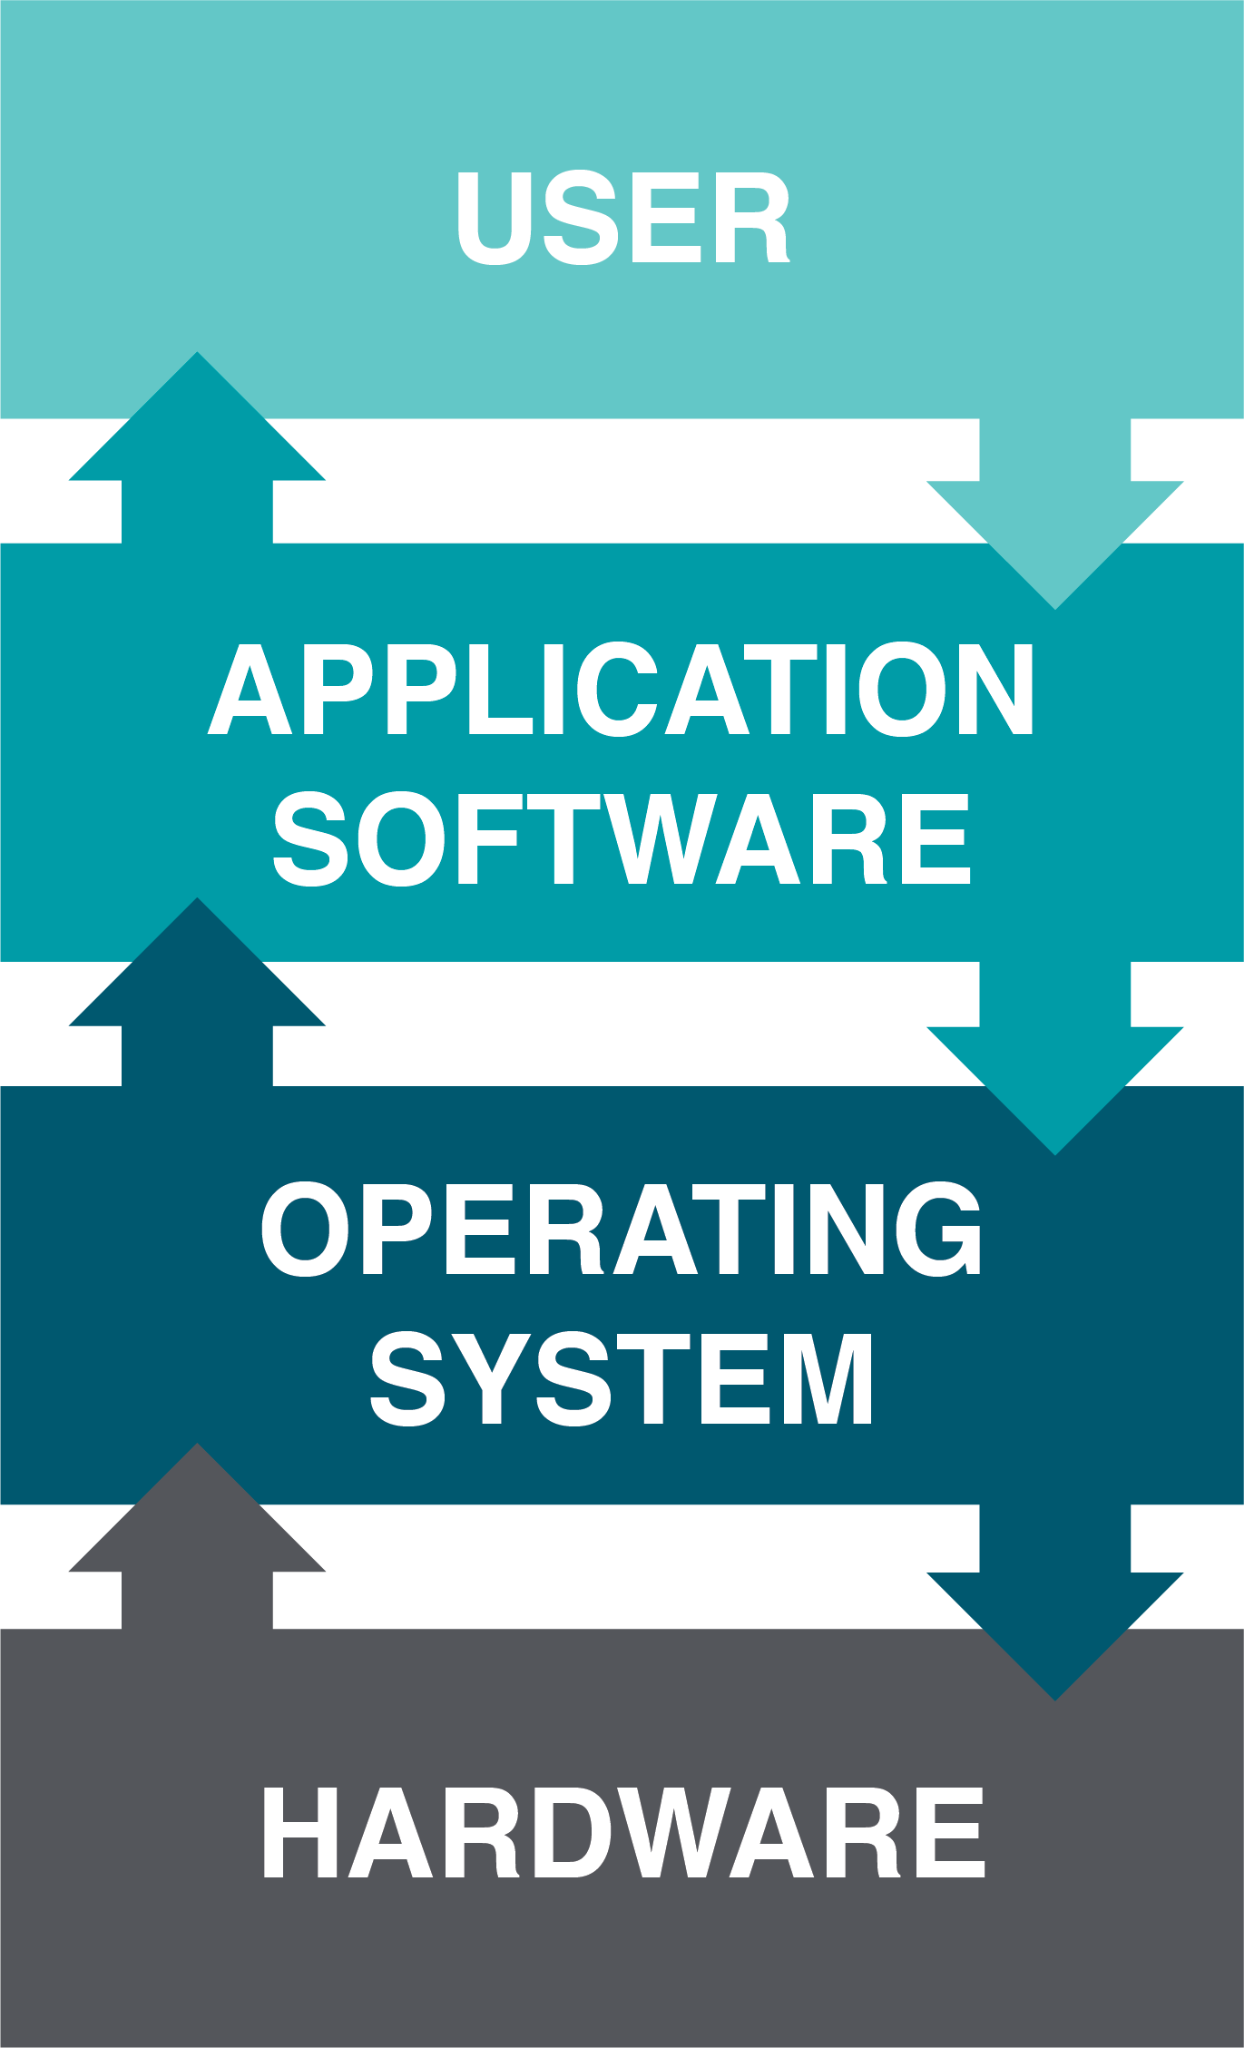 USER
APPLICATION
SOFTWARE
OPERATING
SYSTEM
HARDWARE